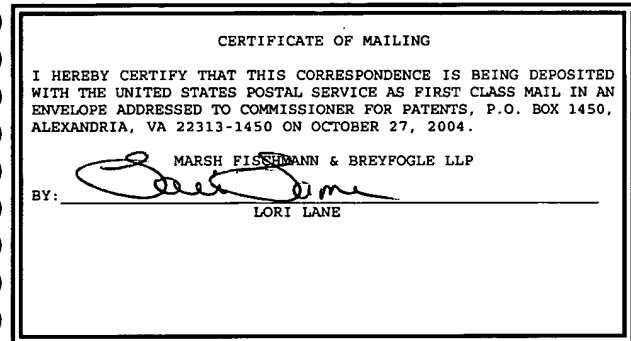 CERTIFICATE OF MAILING
I HEREBY CERTIFY THAT THIS CORRESPONDENCE IS BEING DEPOSITED
WITH THE UNITED STATES POSTAL SERVICE AS FIRST CLASS MAIL IN AN
ENVELOPE ADDRESSED TO COMMISSIONER FOR PATENTS, P.O. BOX 1450,
ALEXANDRIA, VA 22313-1450 ON OCTOBER 27, 2004.
MARSH FISCHMANN & BREYFOGLE LLP
BY:
LORI LANE